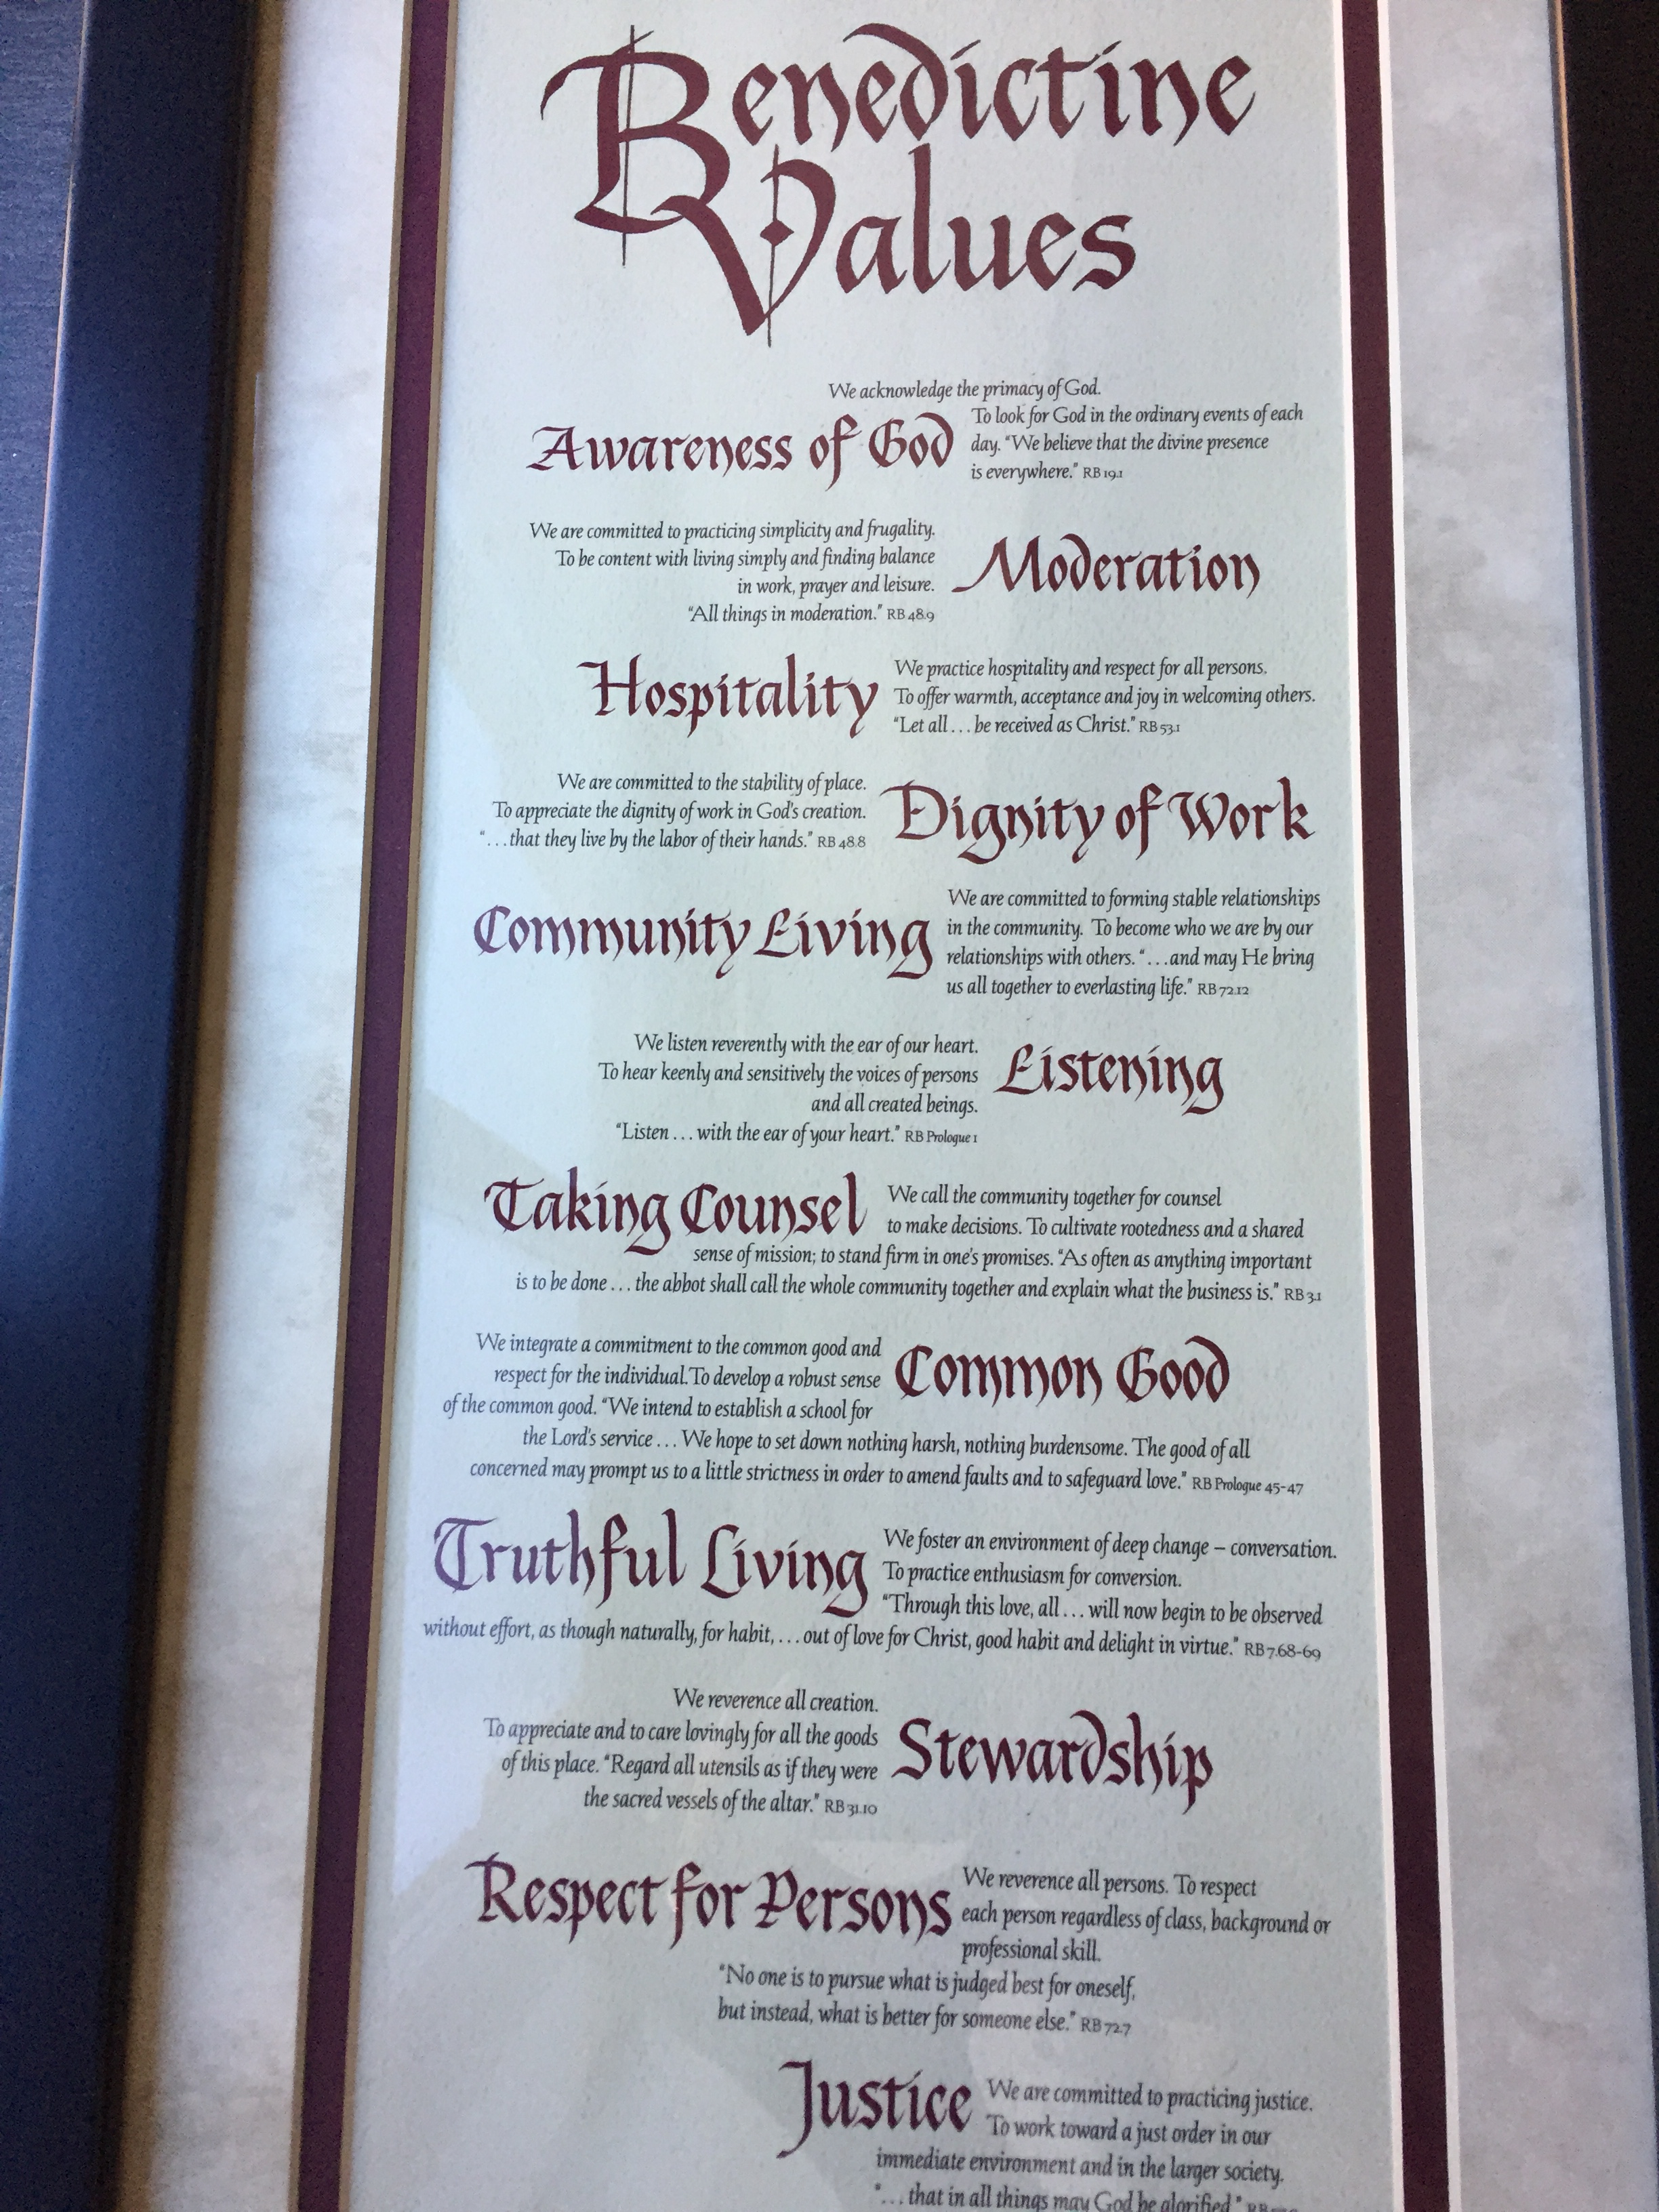 Benedictine
Values
We acknowledge the primacy of God.
Awareness of God
To look for God in the ordinary events of each
day. "We believe that the divine presence
is everywhere." RB 19.1
We are committed to practicing simplicity and frugality.
To be content with living simply and finding balance
in work, prayer and leisure.
"All things in moderation." RB 48.9
Moderation
Hospitality
We practice hospitality and respect for all persons.
To offer warmth, acceptance and joy in welcoming others.
"Let all . . . be received as Christ." RB 53.1
We are committed to the stability of place.
To appreciate the dignity of work in God's creation.
". . . that they live by the labor of their hands." RB 48.8
Dignity of Work
Community Living
We are committed to forming stable relationships
in the community. To become who we are by our
relationships with others. ". . . and may He bring
us all together to everlasting life." RB 72.12
We listen reverently with the ear of our heart.
To hear keenly and sensitively the voices of persons
and all created beings.
"Listen . . . with the ear of your heart." RB Prologue 1
Listening
Taking Counsel
We call the community together for counsel
to make decisions. To cultivate rootedness and a shared
sense of mission; to stand firm in one's promises. "As often as anything important
is to be done . . . the abbot shall call the whole community together and explain what the business is." RB 3.1
We integrate a commitment to the common good and
respect for the individual. To develop a robust sense
of the common good. "We intend to establish a school for
the Lord's service . . . We hope to set down nothing harsh, nothing burdensome. The good of all
concerned may prompt us to a little strictness in order to amend faults and to safeguard love." RB Prologue 45-47
Common Good
Truthful Living
We foster an environment of deep change – conversation.
To practice enthusiasm for conversion.
"Through this love, all . . . will now begin to be observed
without effort, as though naturally, for habit, . . . out of love for Christ, good habit and delight in virtue." RB 7.68-69
We reverence all creation.
To appreciate and to care lovingly for all the goods
of this place. "Regard all utensils as if they were
the sacred vessels of the altar." RB 31.10
Stewardship
Respect for Persons
We reverence all persons. To respect
each person regardless of class, background or
professional skill.
"No one is to pursue what is judged best for oneself,
but instead, what is better for someone else." RB 72.7
Justice
We are committed to practicing justice.
To work toward a just order in our
immediate environment and in the larger society.
". . . that in all things may God be glorified." RB